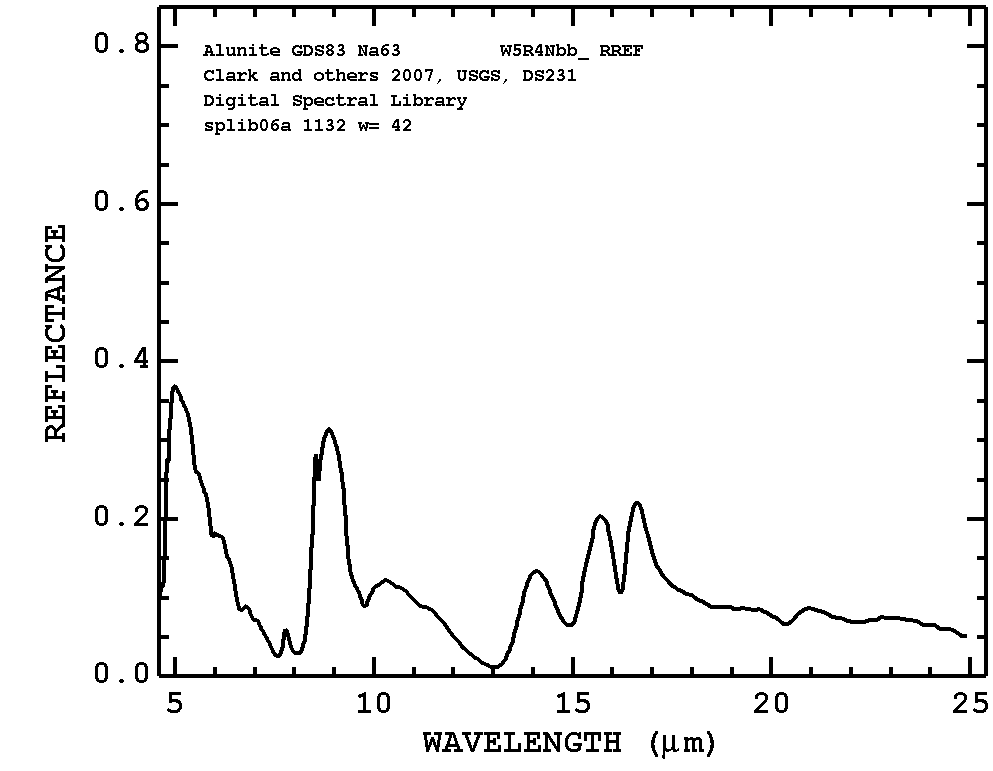 Alunite GDS83 Na63 W5R4Nbb_ RREF
Clark and others 2007, USGS, DS231
Digital Spectral Library
splib06a 1132 w= 42
0.8
0.6
0.4
0.2
0.0
REFLECTANCE
5 10 15 20 25
WAVELENGTH (μm)